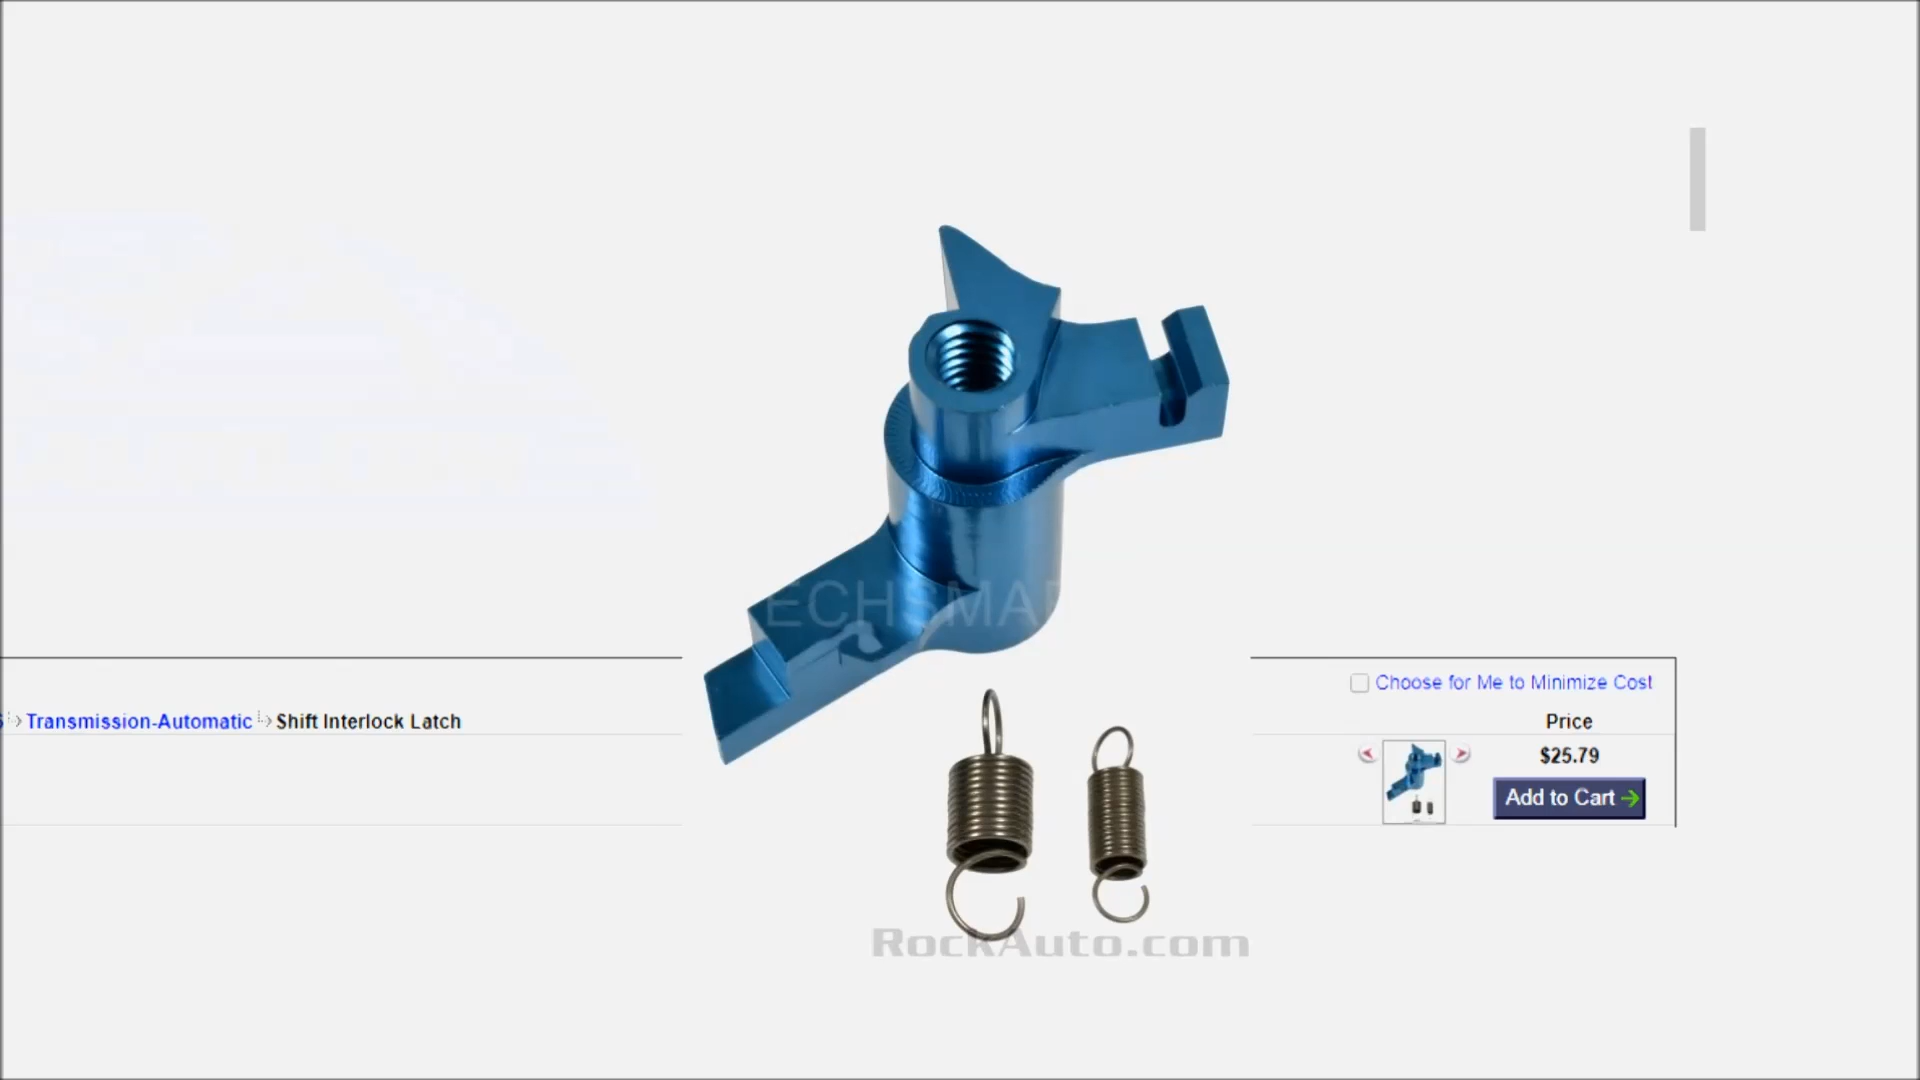 ECHSMA
Choose for Me to Minimize Cost
Transmission-Automatic
Shift Interlock Latch
Price
$25.79
Add to Cart
RockAuto.com